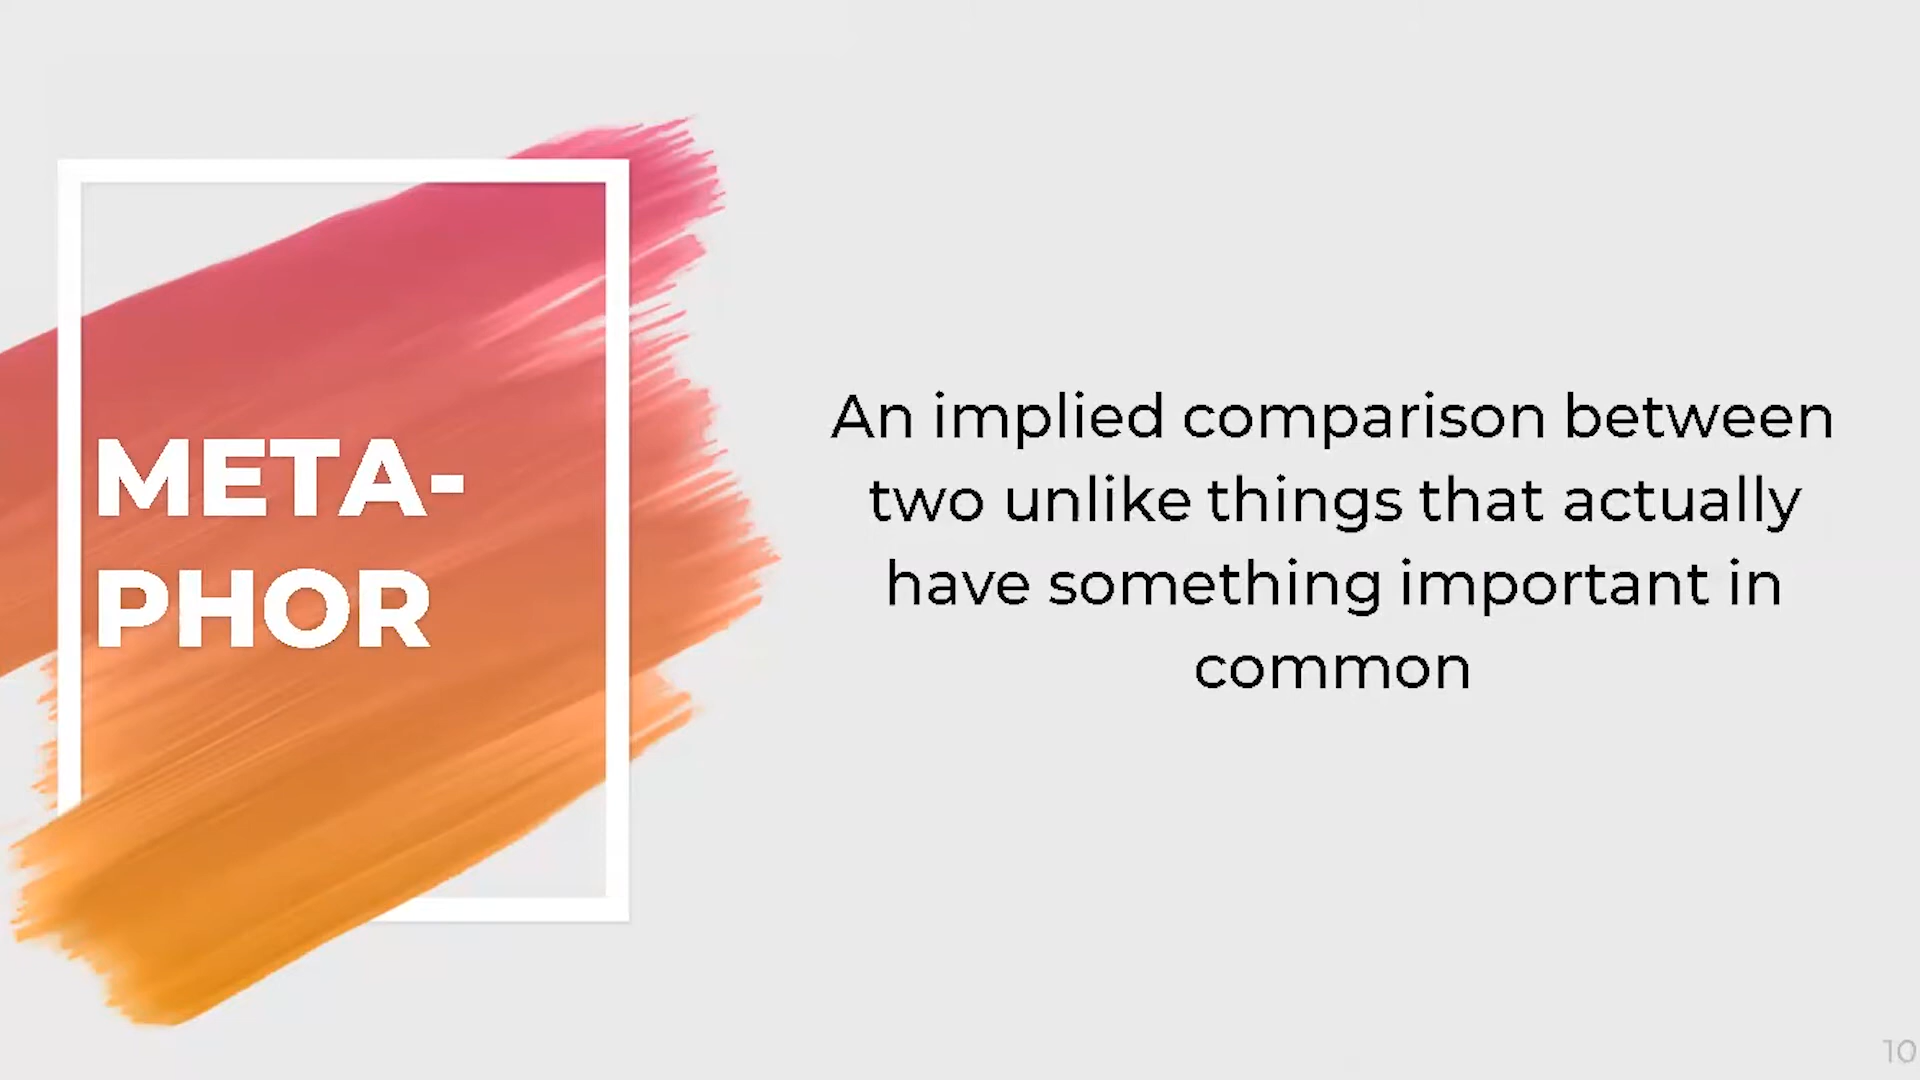 META-
PHOR
An implied comparison between
two unlike things that actually
have something important in
common
10